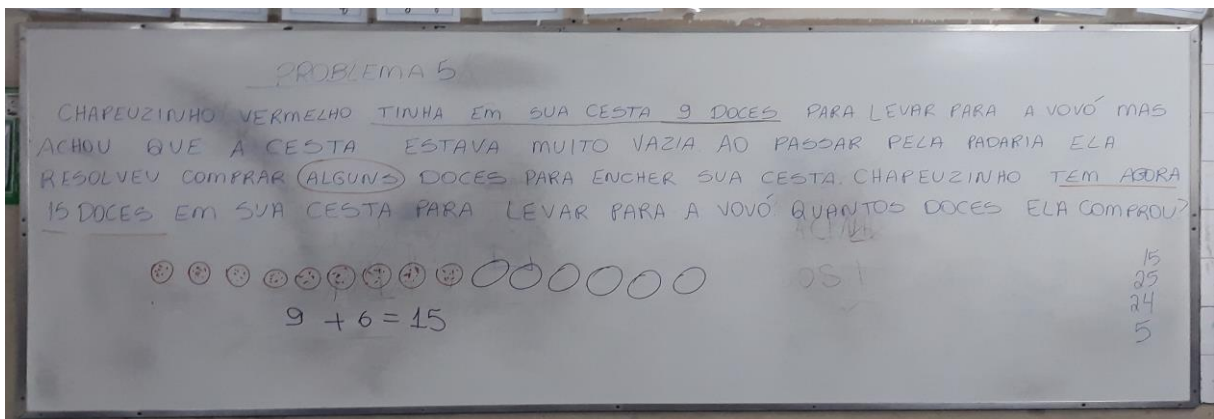 PROBLEMA 5
CHAPEUZINHO VERMELHO TINHA EM SUA CESTA 9 DOCES PARA LEVAR PARA A VOVÓ MAS
ACHOU QUE A CESTA ESTAVA MUITO VAZIA AO PASSAR PELA PADARIA ELA
RESOLVEU COMPRAR ALGUNS DOCES PARA ENCHER SUA CESTA. CHAPEUZINHO TEM AGORA
15 DOCES EM SUA CESTA PARA LEVAR PARA A VOVÓ QUANTOS DOCES ELA COMPROU?
9 + 6 = 15
15
25
24
5